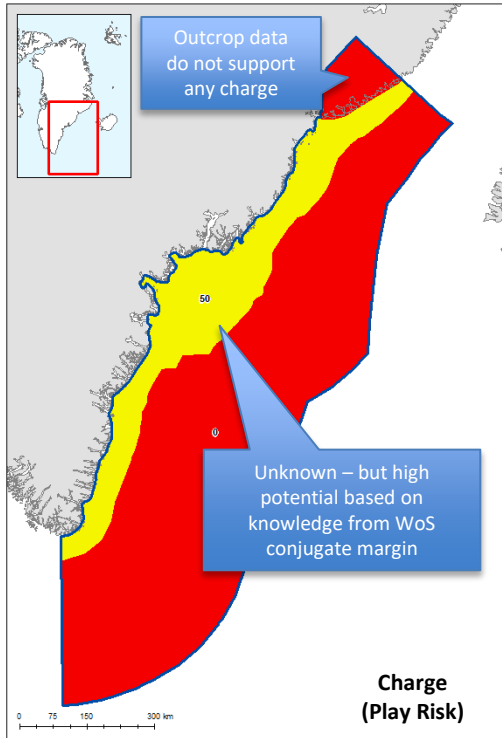 Outcrop data
do not support
any charge
50
0
Unknown – but high
potential based on
knowledge from WoS
conjugate margin
Charge
(Play Risk)
0 75 150 300 km